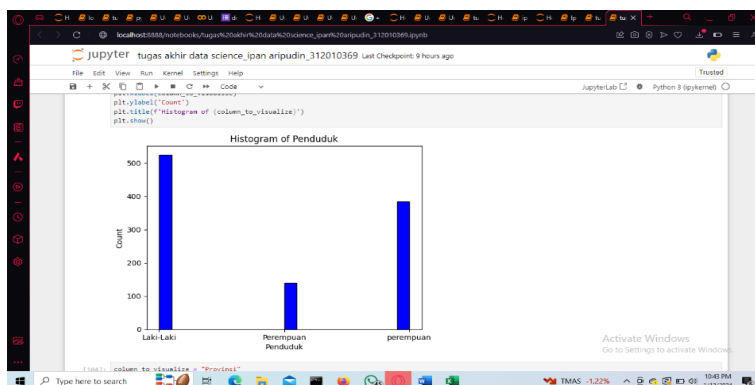 localhost:8888/notebooks/tugas%20akhir%20data%20science_ipan%20aripudin_312010369.ipynb
jupyter tugas akhir data science_ipan aripudin_312010369 Last Checkpoint: 9 hours ago
File Edit View Run Kernel Settings Help
Trusted
Code
JupyterLab
Python 3 (ipykernel)
plt.ylabel('Count')
plt.title(f'Histogram of {column_to_visualize}')
plt.show()
Histogram of Penduduk
500
400
300
200
100
0
Count
Laki-Laki
Perempuan
perempuan
Penduduk
Activate Windows
Go to Settings to activate Windows.
column_to_visualize = "Provinsi"
Type here to search
TMAS -1.22%
10:43 PM